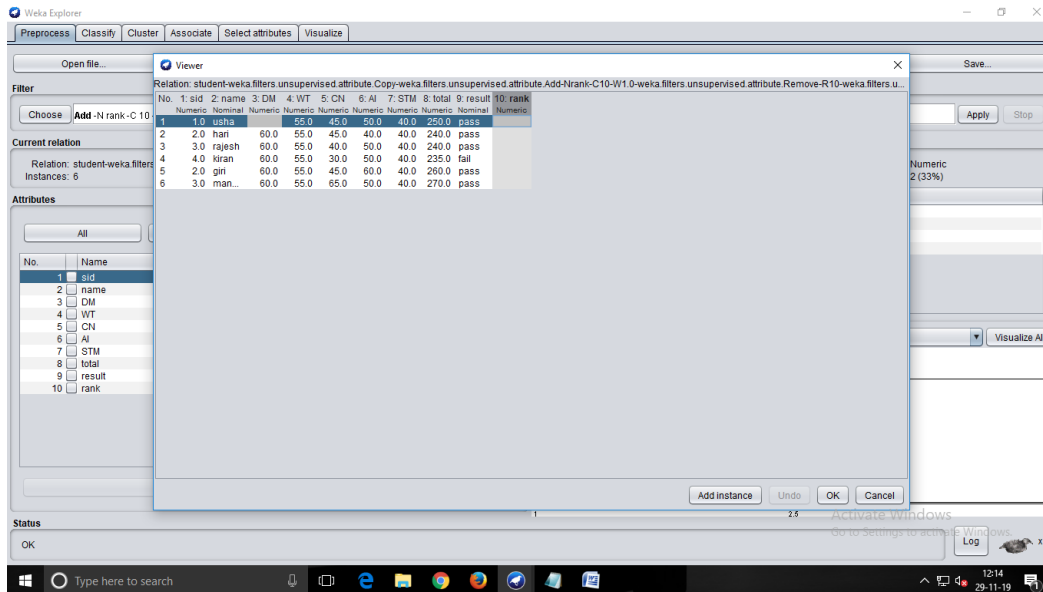 Weka Explorer
Preprocess Classify Cluster Associate Select attributes Visualize
Open file...
Save...
Filter
Choose Add -N rank -C 10
Apply Stop
Current relation
Relation: student-weka.filters
Instances: 6
Numeric
2 (33%)
Attributes
All
No. Name
1 sid
2 name
3 DM
4 WT
5 CN
6 AI
7 STM
8 total
9 result
10 rank
Visualize Al
Viewer
Relation: student-weka.filters.unsupervised.attribute.Copy-weka.filters.unsupervised.attribute.Add-Nrank-C10-W1.0-weka.filters.unsupervised.attribute.Remove-R10-weka.filters.u...
No. 1: sid 2: name 3: DM 4: WT 5: CN 6: AI 7: STM 8: total 9: result 10: rank
Numeric Nominal Numeric Numeric Numeric Numeric Numeric Numeric Nominal Numeric
1 1.0 usha 55.0 45.0 50.0 40.0 250.0 pass
2 2.0 hari 60.0 55.0 45.0 40.0 40.0 240.0 pass
3 3.0 rajesh 60.0 55.0 40.0 50.0 40.0 240.0 pass
4 4.0 kiran 60.0 55.0 30.0 50.0 40.0 235.0 fail
5 2.0 giri 60.0 55.0 45.0 60.0 40.0 260.0 pass
6 3.0 man... 60.0 55.0 65.0 50.0 40.0 270.0 pass
Add instance Undo OK Cancel
1 2.5
Activate Windows
Go to Settings to activate Windows.
Status
OK
Log x
Type here to search
12:14
29-11-19